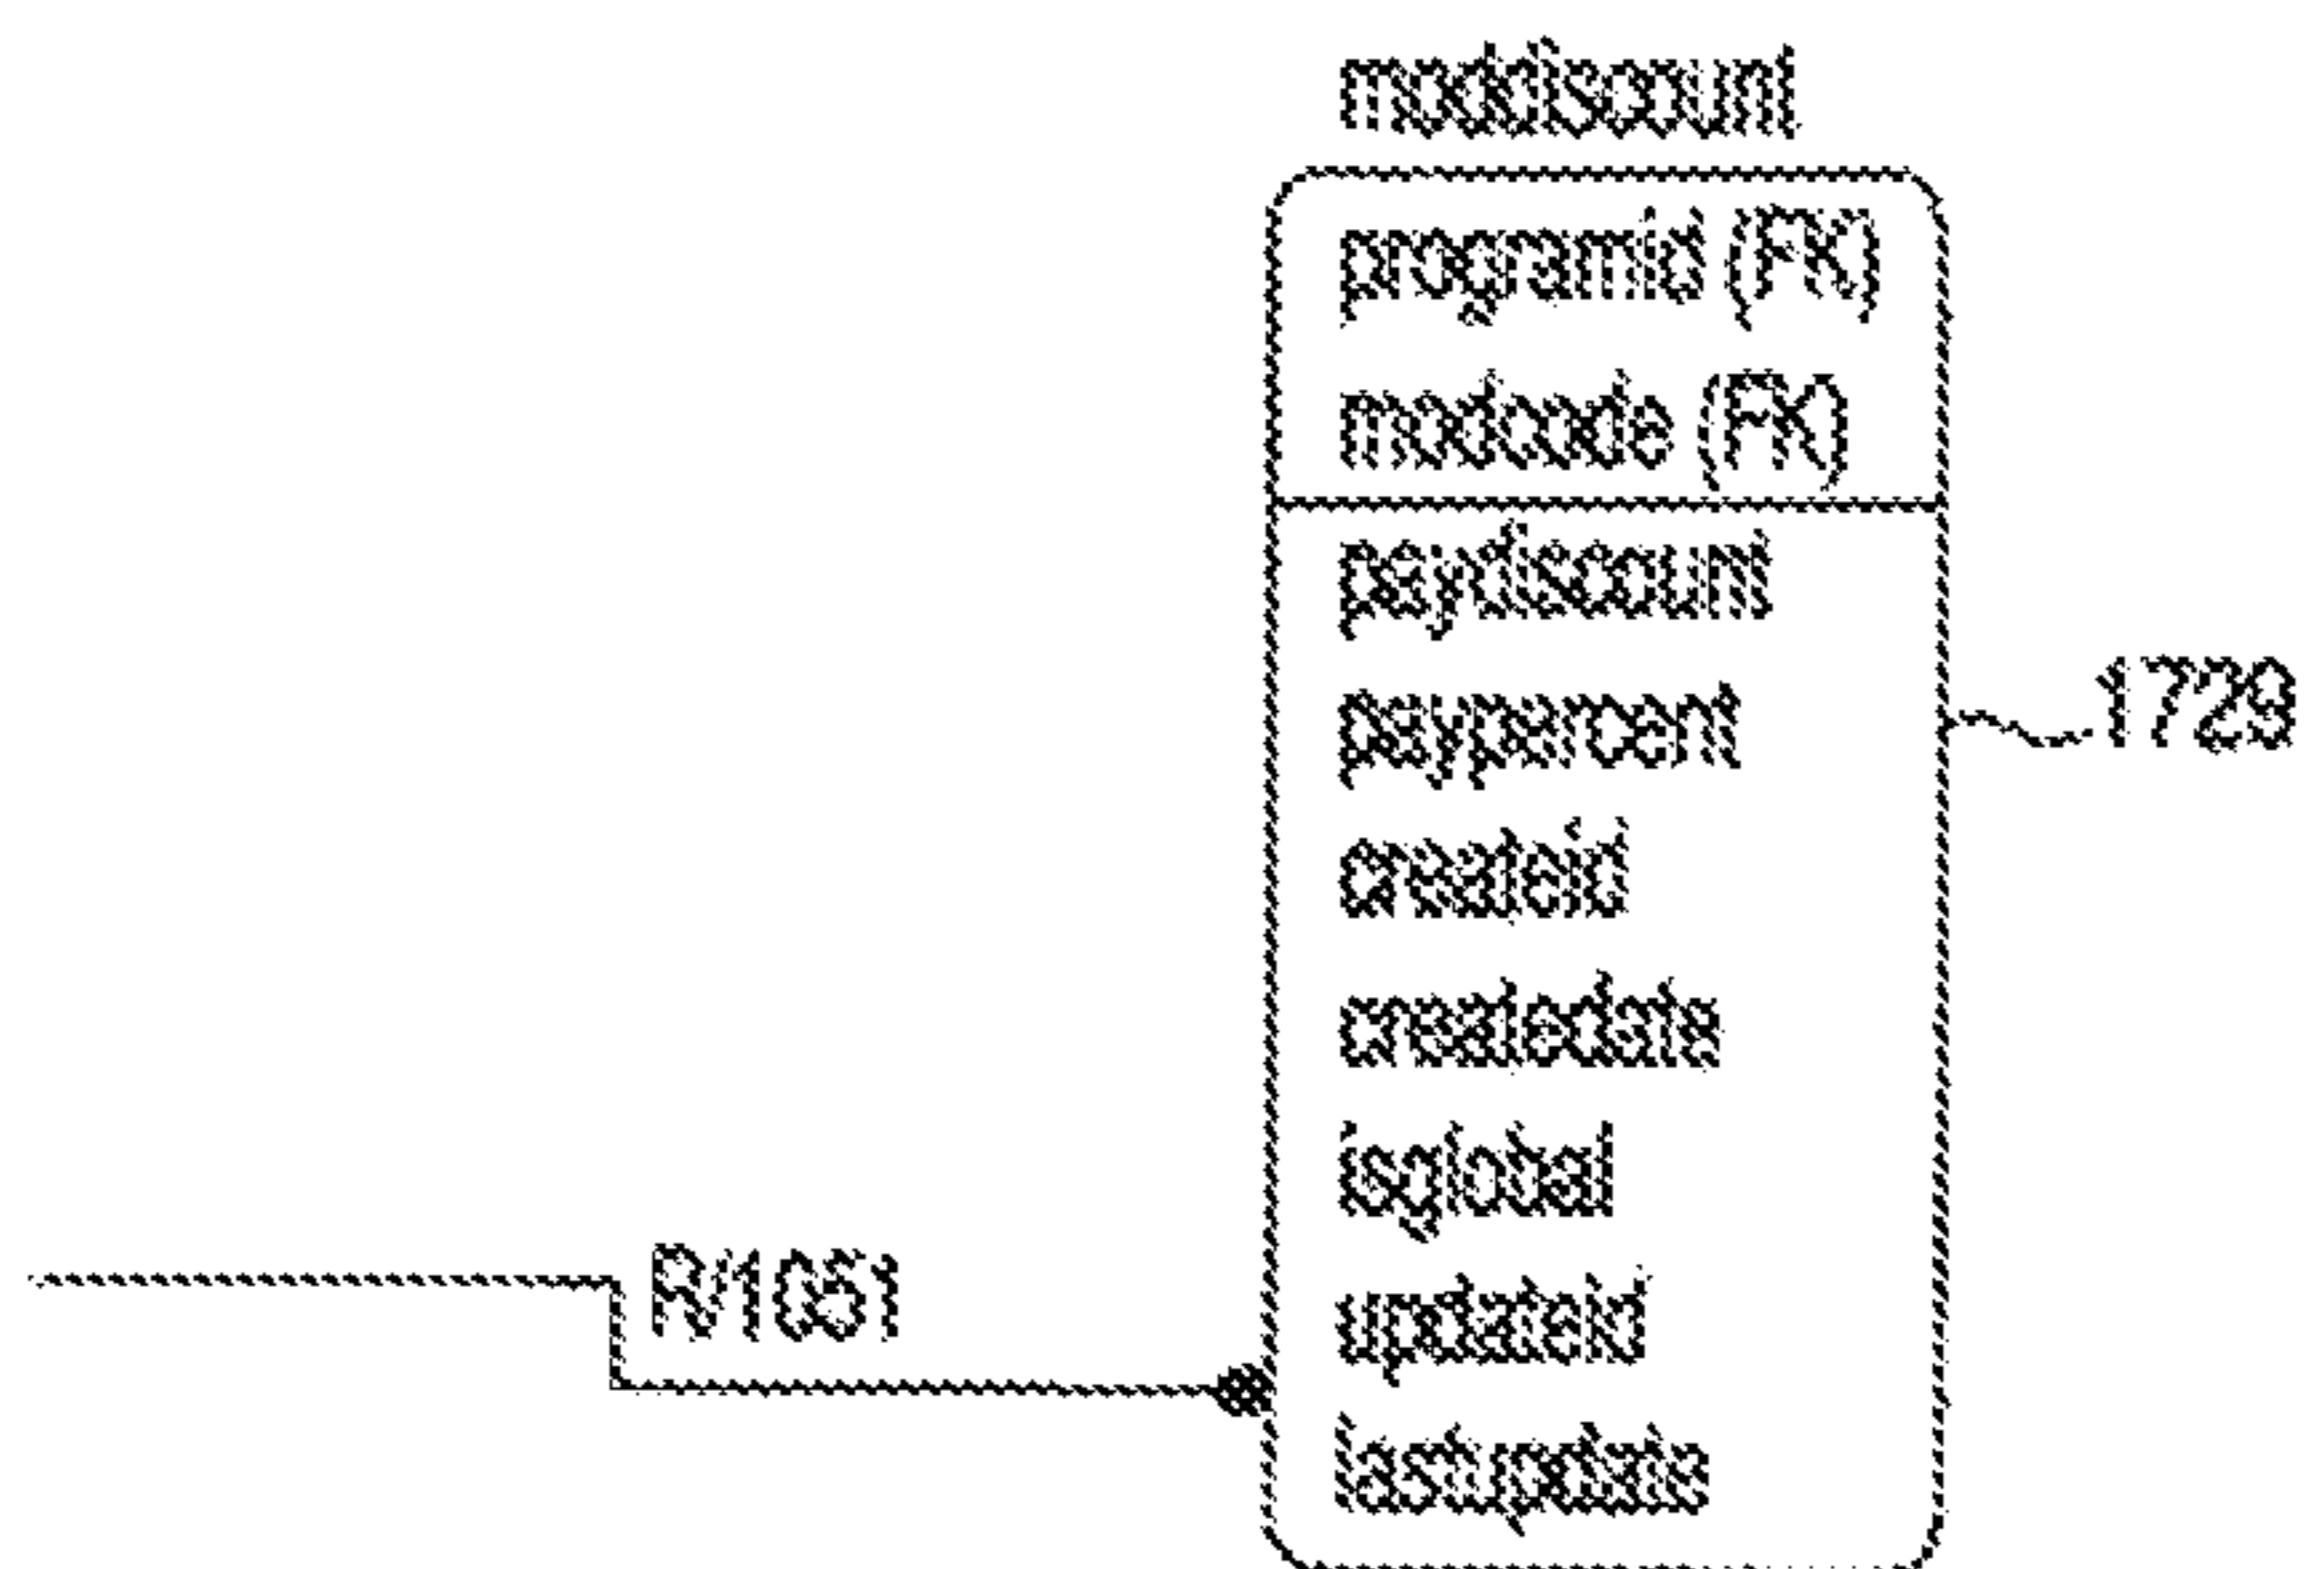 moddiscount
programid (FK)
modcode (FK)
paydiscount
paypercent
createid
createdate
isglobal
updateid
lastupdate
1729
R/1051